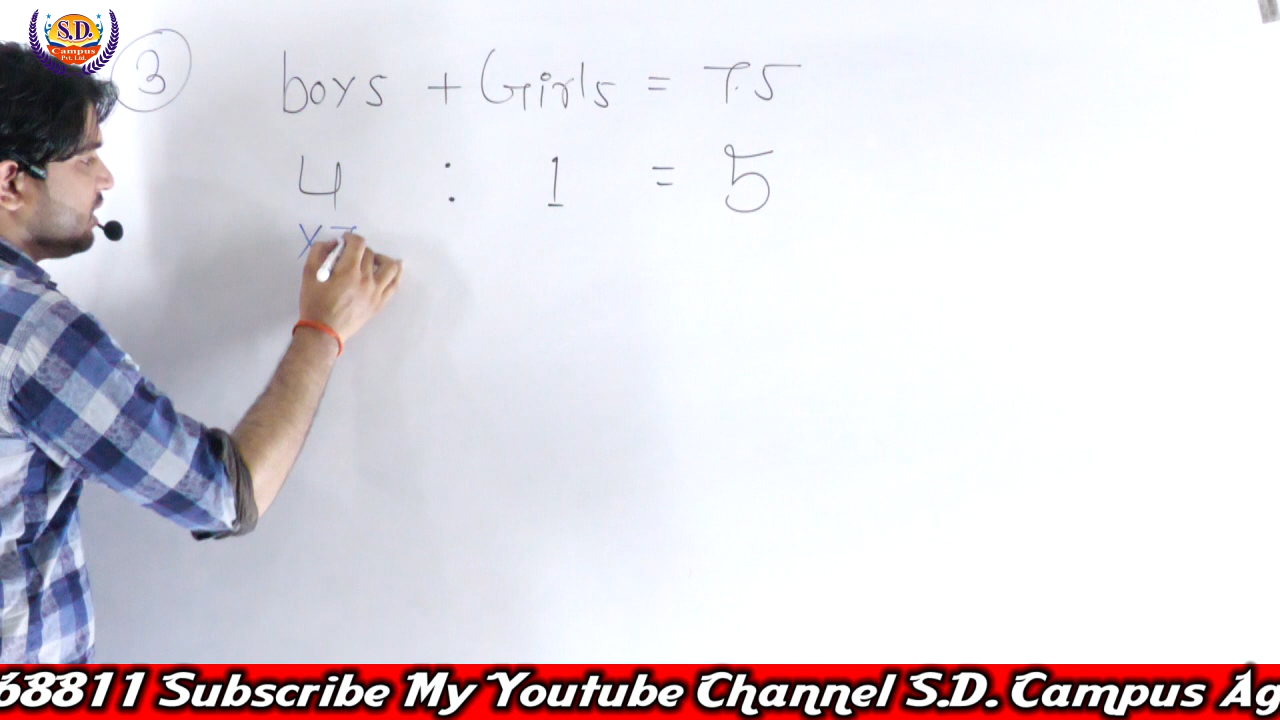 S.D.
Campus
Pvt. Ltd.
3
boys + Girls = T.S
4 : 1 = 5
x
68811 Subscribe My Youtube Channel S.D. Campus Ag